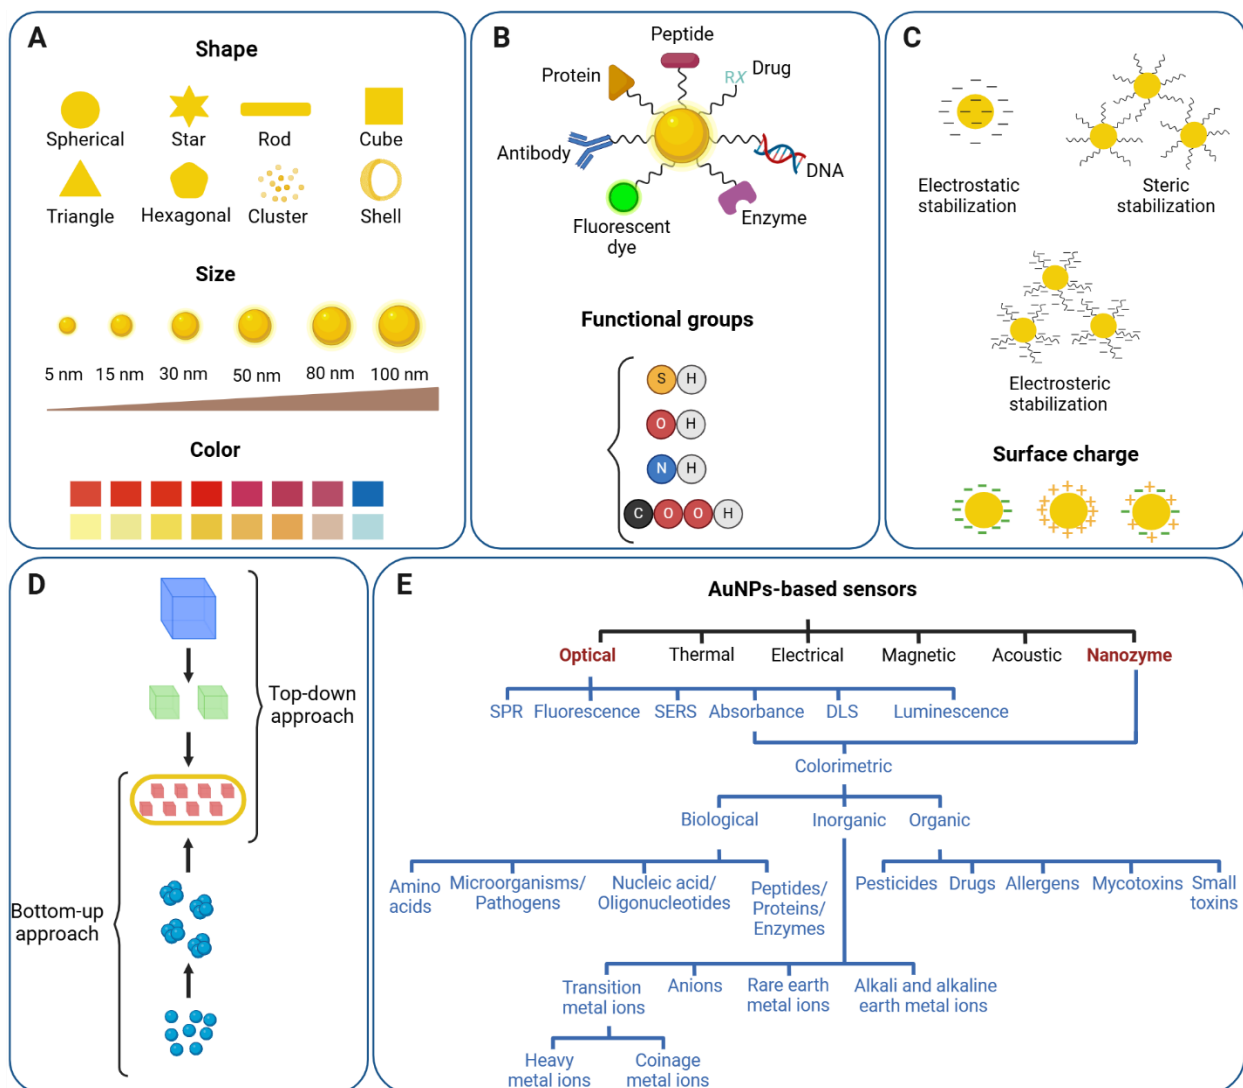 A
Shape
Spherical
Star
Rod
Cube
Triangle
Hexagonal
Cluster
Shell
Size
5 nm
15 nm
30 nm
50 nm
80 nm
100 nm
Color
B
Peptide
Protein
RX
Drug
Antibody
DNA
Fluorescent
dye
Enzyme
Functional groups
S H
O H
N H
C O O H
C
Electrostatic
stabilization
Steric
stabilization
Electrosteric
stabilization
Surface charge
D
Top-down
approach
Bottom-up
approach
E
AuNPs-based sensors
Optical
Thermal
Electrical
Magnetic
Acoustic
Nanozyme
SPR
Fluorescence
SERS
Absorbance
DLS
Luminescence
Colorimetric
Biological
Inorganic
Organic
Amino
acids
Microorganisms/
Pathogens
Nucleic acid/
Oligonucleotides
Peptides/
Proteins/
Enzymes
Pesticides
Drugs
Allergens
Mycotoxins
Small
toxins
Transition
metal ions
Anions
Rare earth
metal ions
Alkali and alkaline
earth metal ions
Heavy
metal ions
Coinage
metal ions